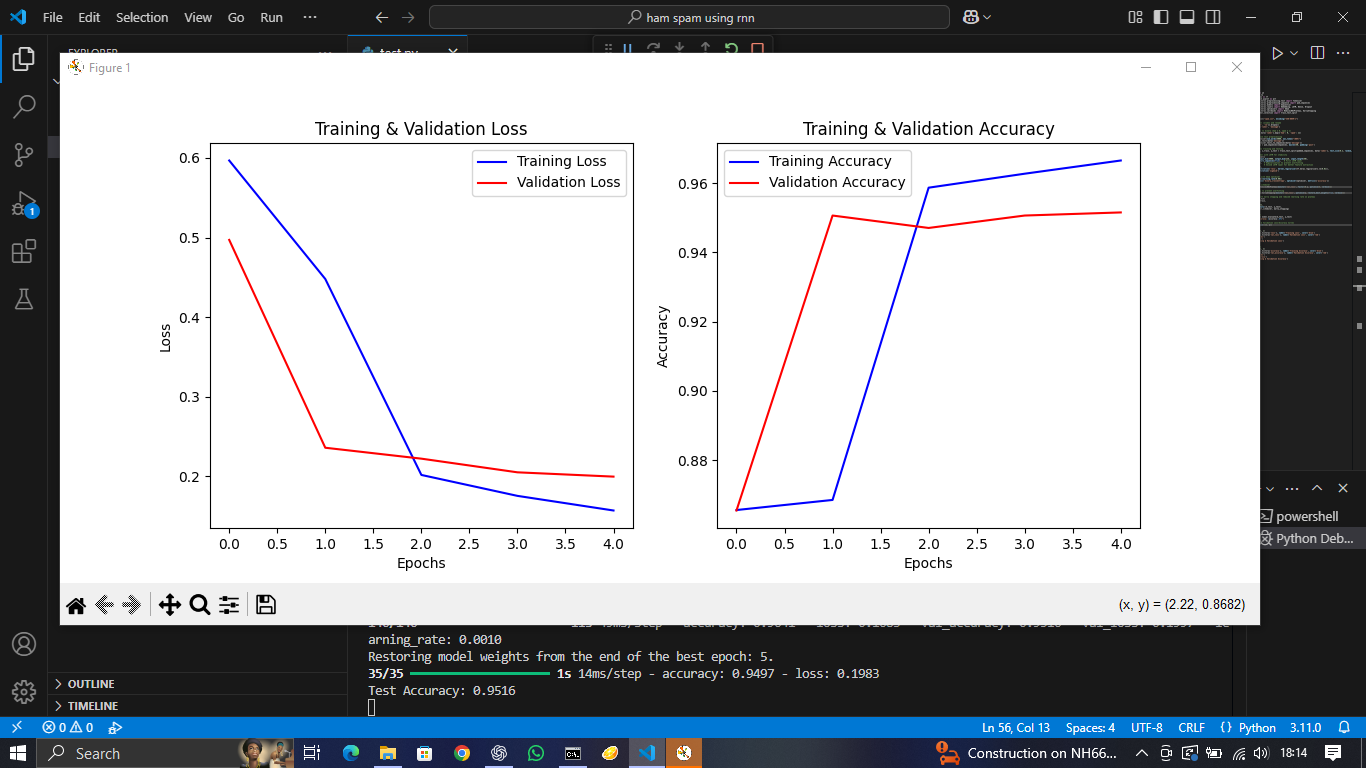 File Edit Selection View Go Run ···
ham spam using rnn
EXPLORER
test.py
Figure 1
Training & Validation Loss
Training Loss
Validation Loss
0.6
0.5
0.4
0.3
0.2
Loss
0.0 0.5 1.0 1.5 2.0 2.5 3.0 3.5 4.0
Epochs
Training & Validation Accuracy
Training Accuracy
Validation Accuracy
0.96
0.94
0.92
0.90
0.88
Accuracy
0.0 0.5 1.0 1.5 2.0 2.5 3.0 3.5 4.0
Epochs
(x, y) = (2.22, 0.8682)
1
powershell
Python Deb...
arning_rate: 0.0010
Restoring model weights from the end of the best epoch: 5.
35/35 1s 14ms/step - accuracy: 0.9497 - loss: 0.1983
Test Accuracy: 0.9516
OUTLINE
TIMELINE
0 0 Ln 56, Col 13 Spaces: 4 UTF-8 CRLF { } Python 3.11.0
Search
Construction on NH66...
18:14